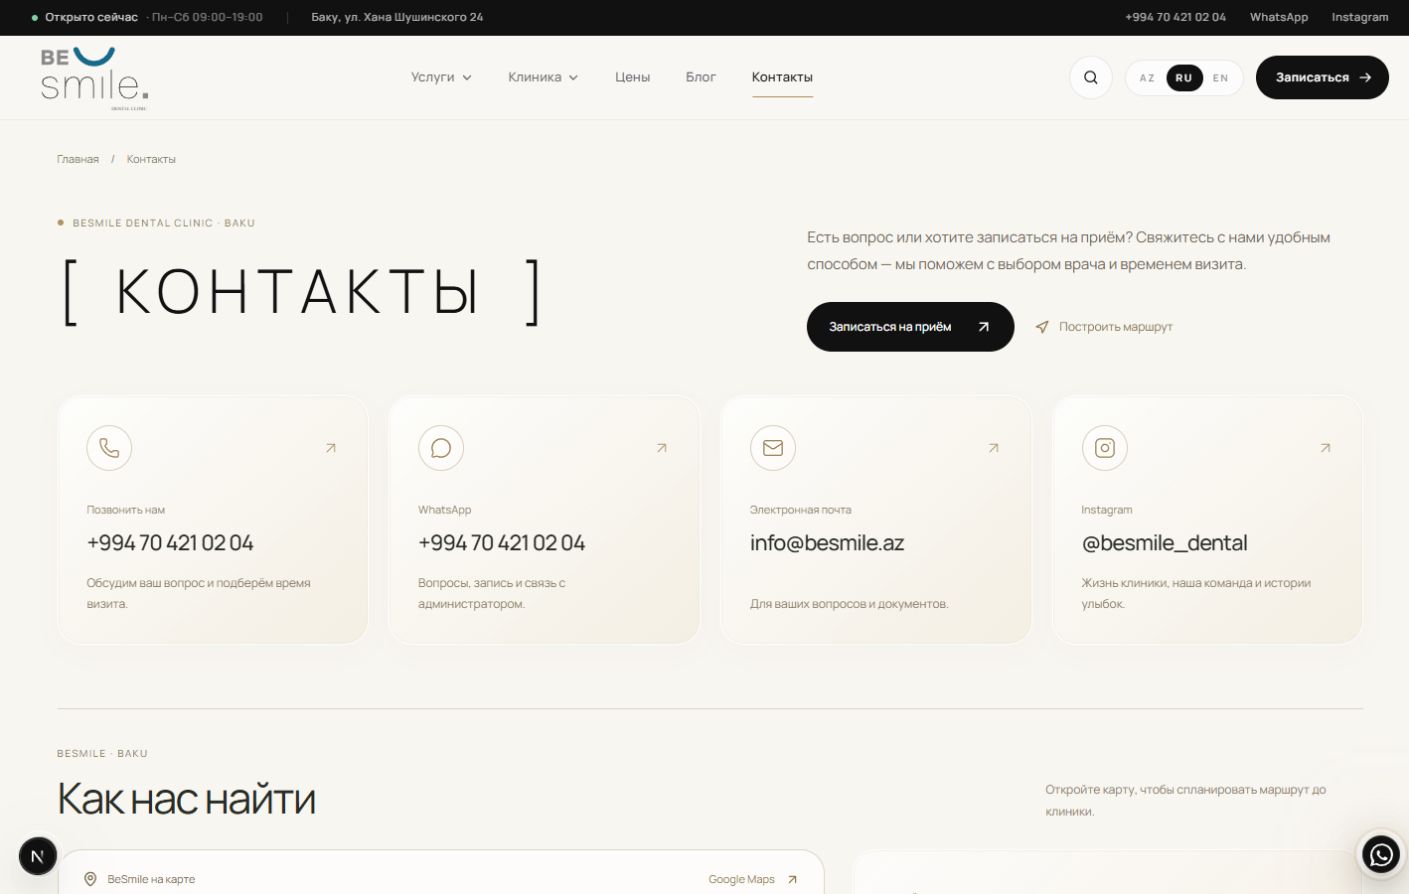 Открыто сейчас · Пн–Сб 09:00–19:00
Баку, ул. Хана Шушинского 24
+994 70 421 02 04
WhatsApp
Instagram
BE
smile.
DENTAL CLINIC
Услуги
Клиника
Цены
Блог
Контакты
AZ
RU
EN
Записаться
Главная / Контакты
BESMILE DENTAL CLINIC · BAKU
[ КОНТАКТЫ ]
Есть вопрос или хотите записаться на приём? Свяжитесь с нами удобным
способом — мы поможем с выбором врача и временем визита.
Записаться на приём
Построить маршрут
Позвонить нам
+994 70 421 02 04
Обсудим ваш вопрос и подберём время
визита.
WhatsApp
+994 70 421 02 04
Вопросы, запись и связь с
администратором.
Электронная почта
info@besmile.az
Для ваших вопросов и документов.
Instagram
@besmile_dental
Жизнь клиники, наша команда и истории
улыбок.
BESMILE · BAKU
Как нас найти
Откройте карту, чтобы спланировать маршрут до
клиники.
N
BeSmile на карте
Google Maps